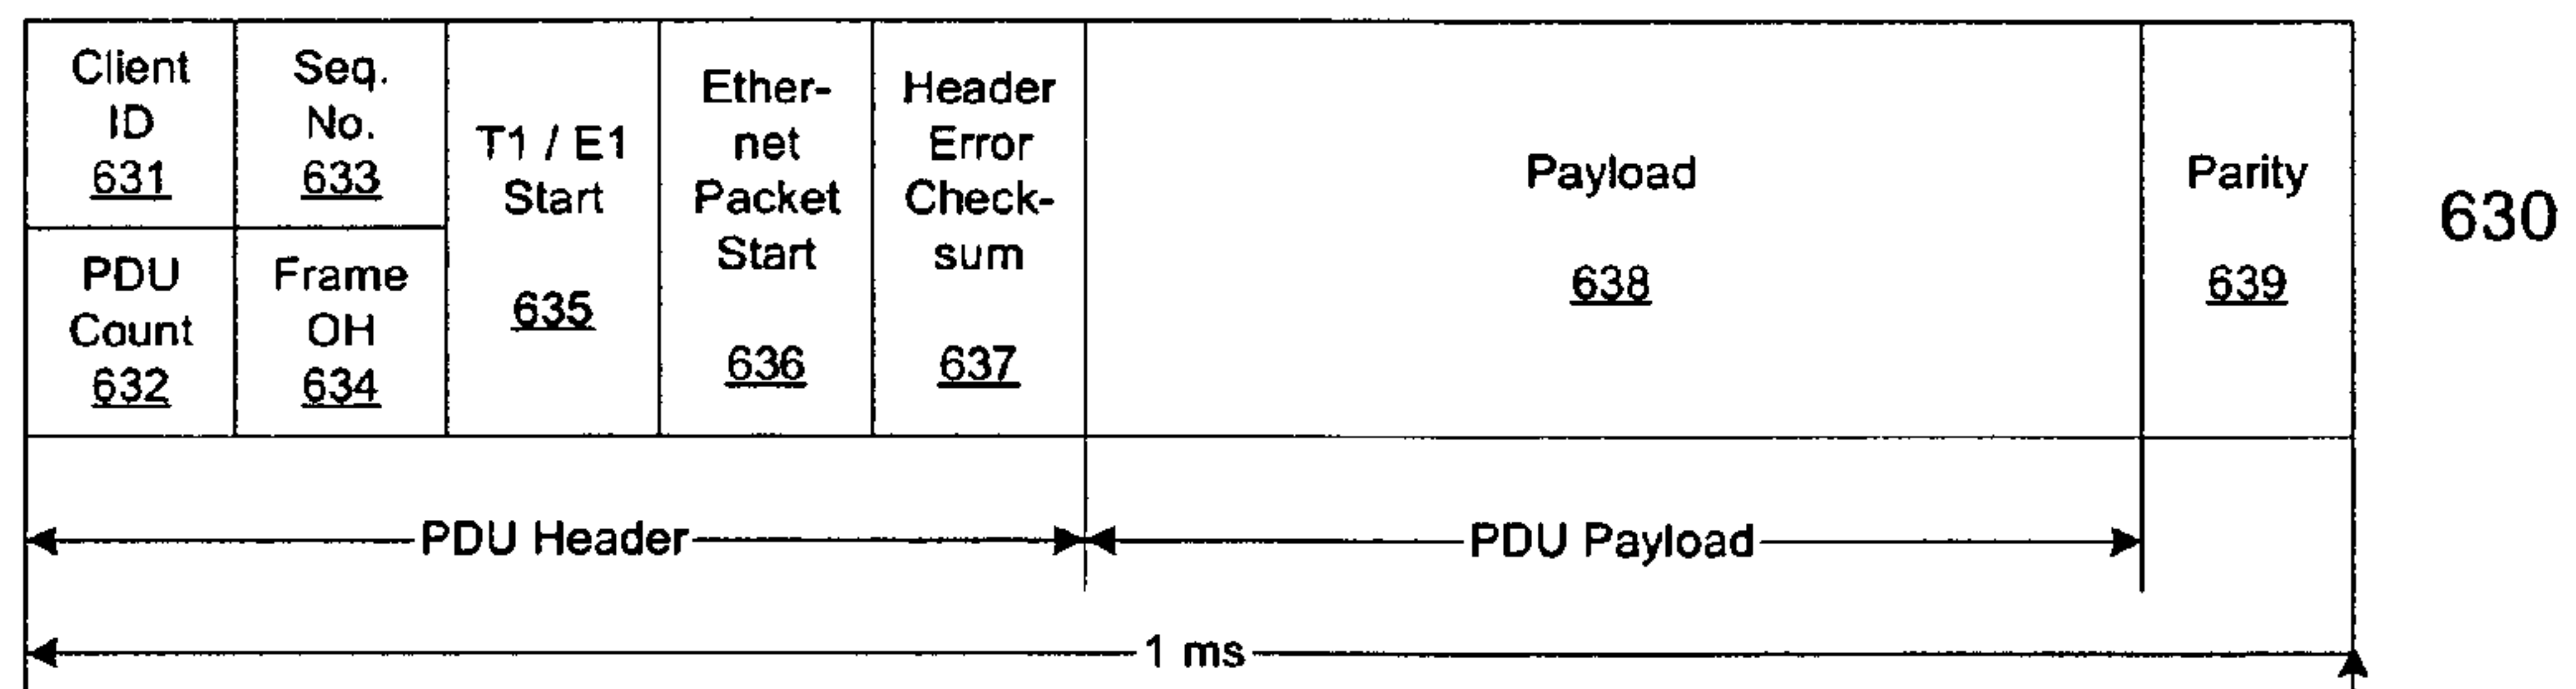 Client
ID
631
PDU
Count
632
Seq.
No.
633
Frame
OH
634
T1 / E1
Start
635
Ether-
net
Packet
Start
636
Header
Error
Check-
sum
637
Payload
638
Parity
639
630
PDU Header
PDU Payload
1 ms